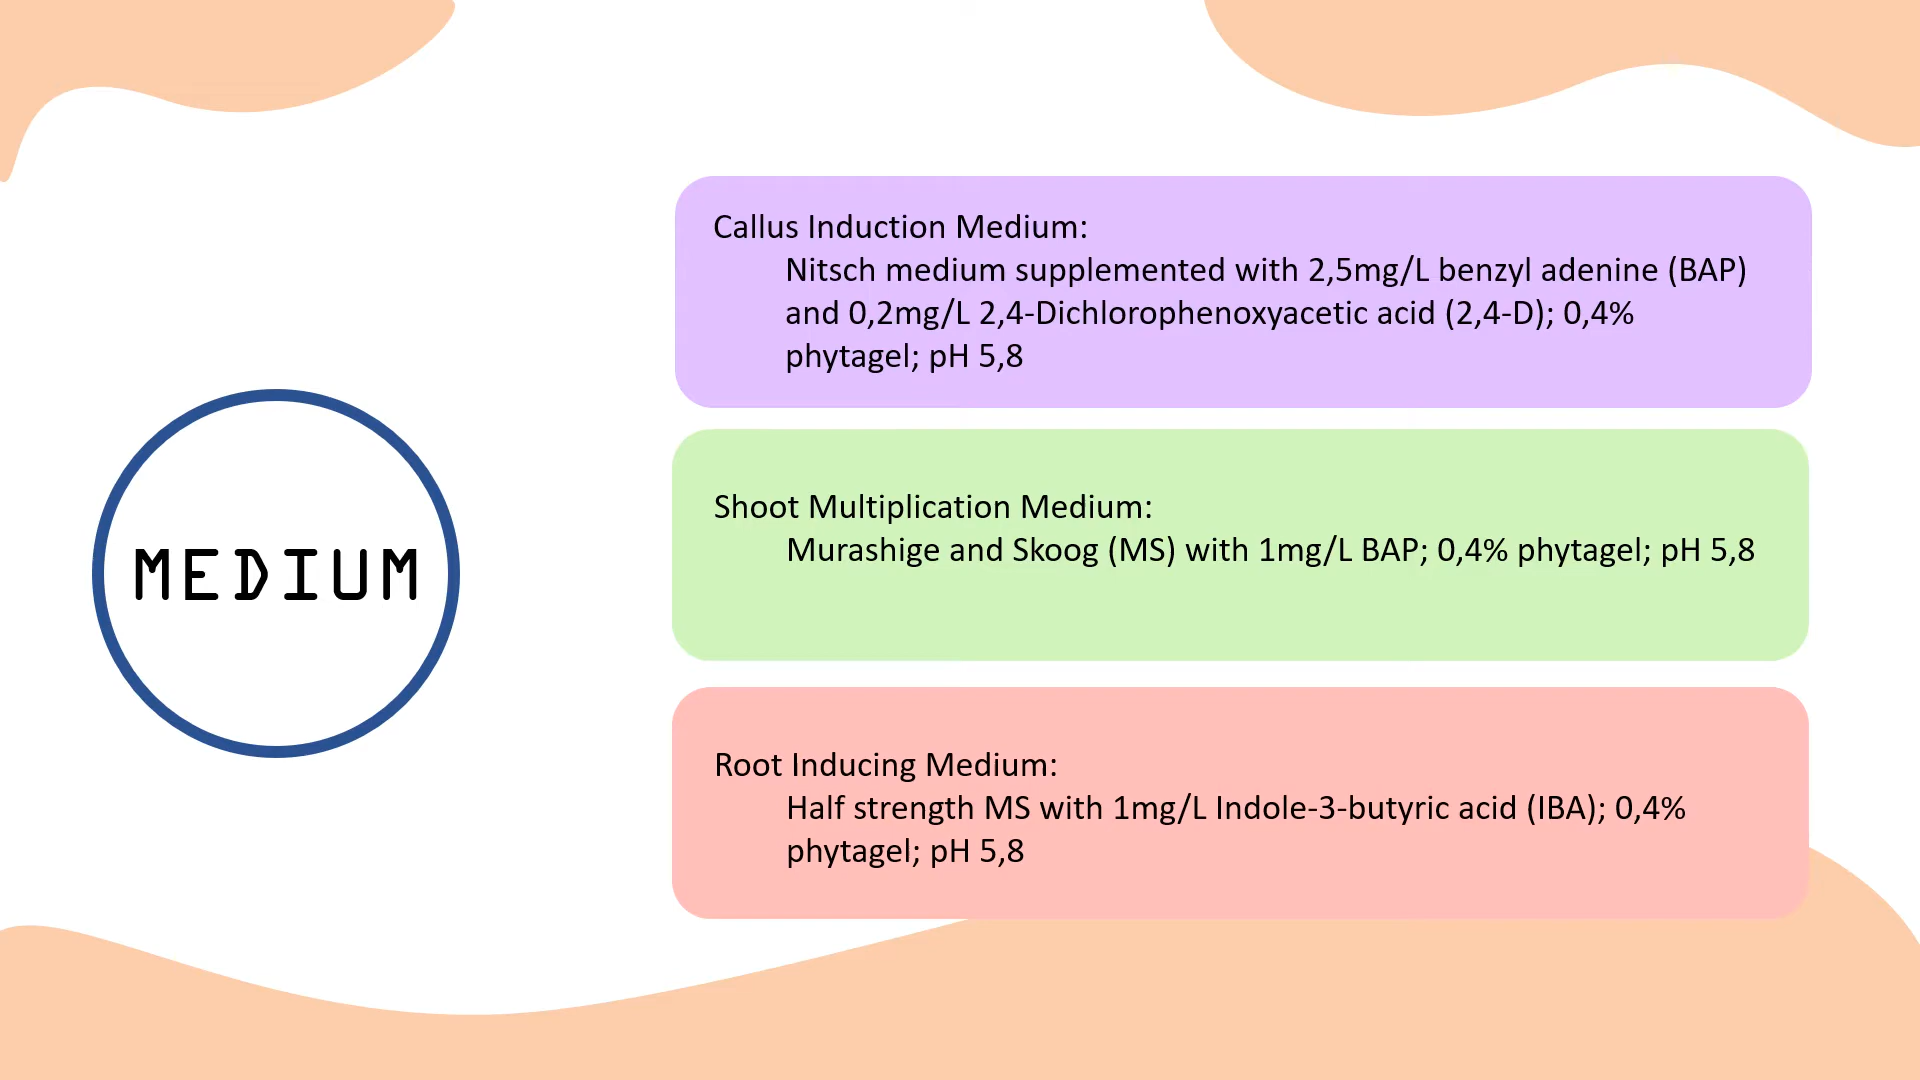 MEDIUM
Callus Induction Medium:
Nitsch medium supplemented with 2,5mg/L benzyl adenine (BAP)
and 0,2mg/L 2,4-Dichlorophenoxyacetic acid (2,4-D); 0,4%
phytagel; pH 5,8
Shoot Multiplication Medium:
Murashige and Skoog (MS) with 1mg/L BAP; 0,4% phytagel; pH 5,8
Root Inducing Medium:
Half strength MS with 1mg/L Indole-3-butyric acid (IBA); 0,4%
phytagel; pH 5,8